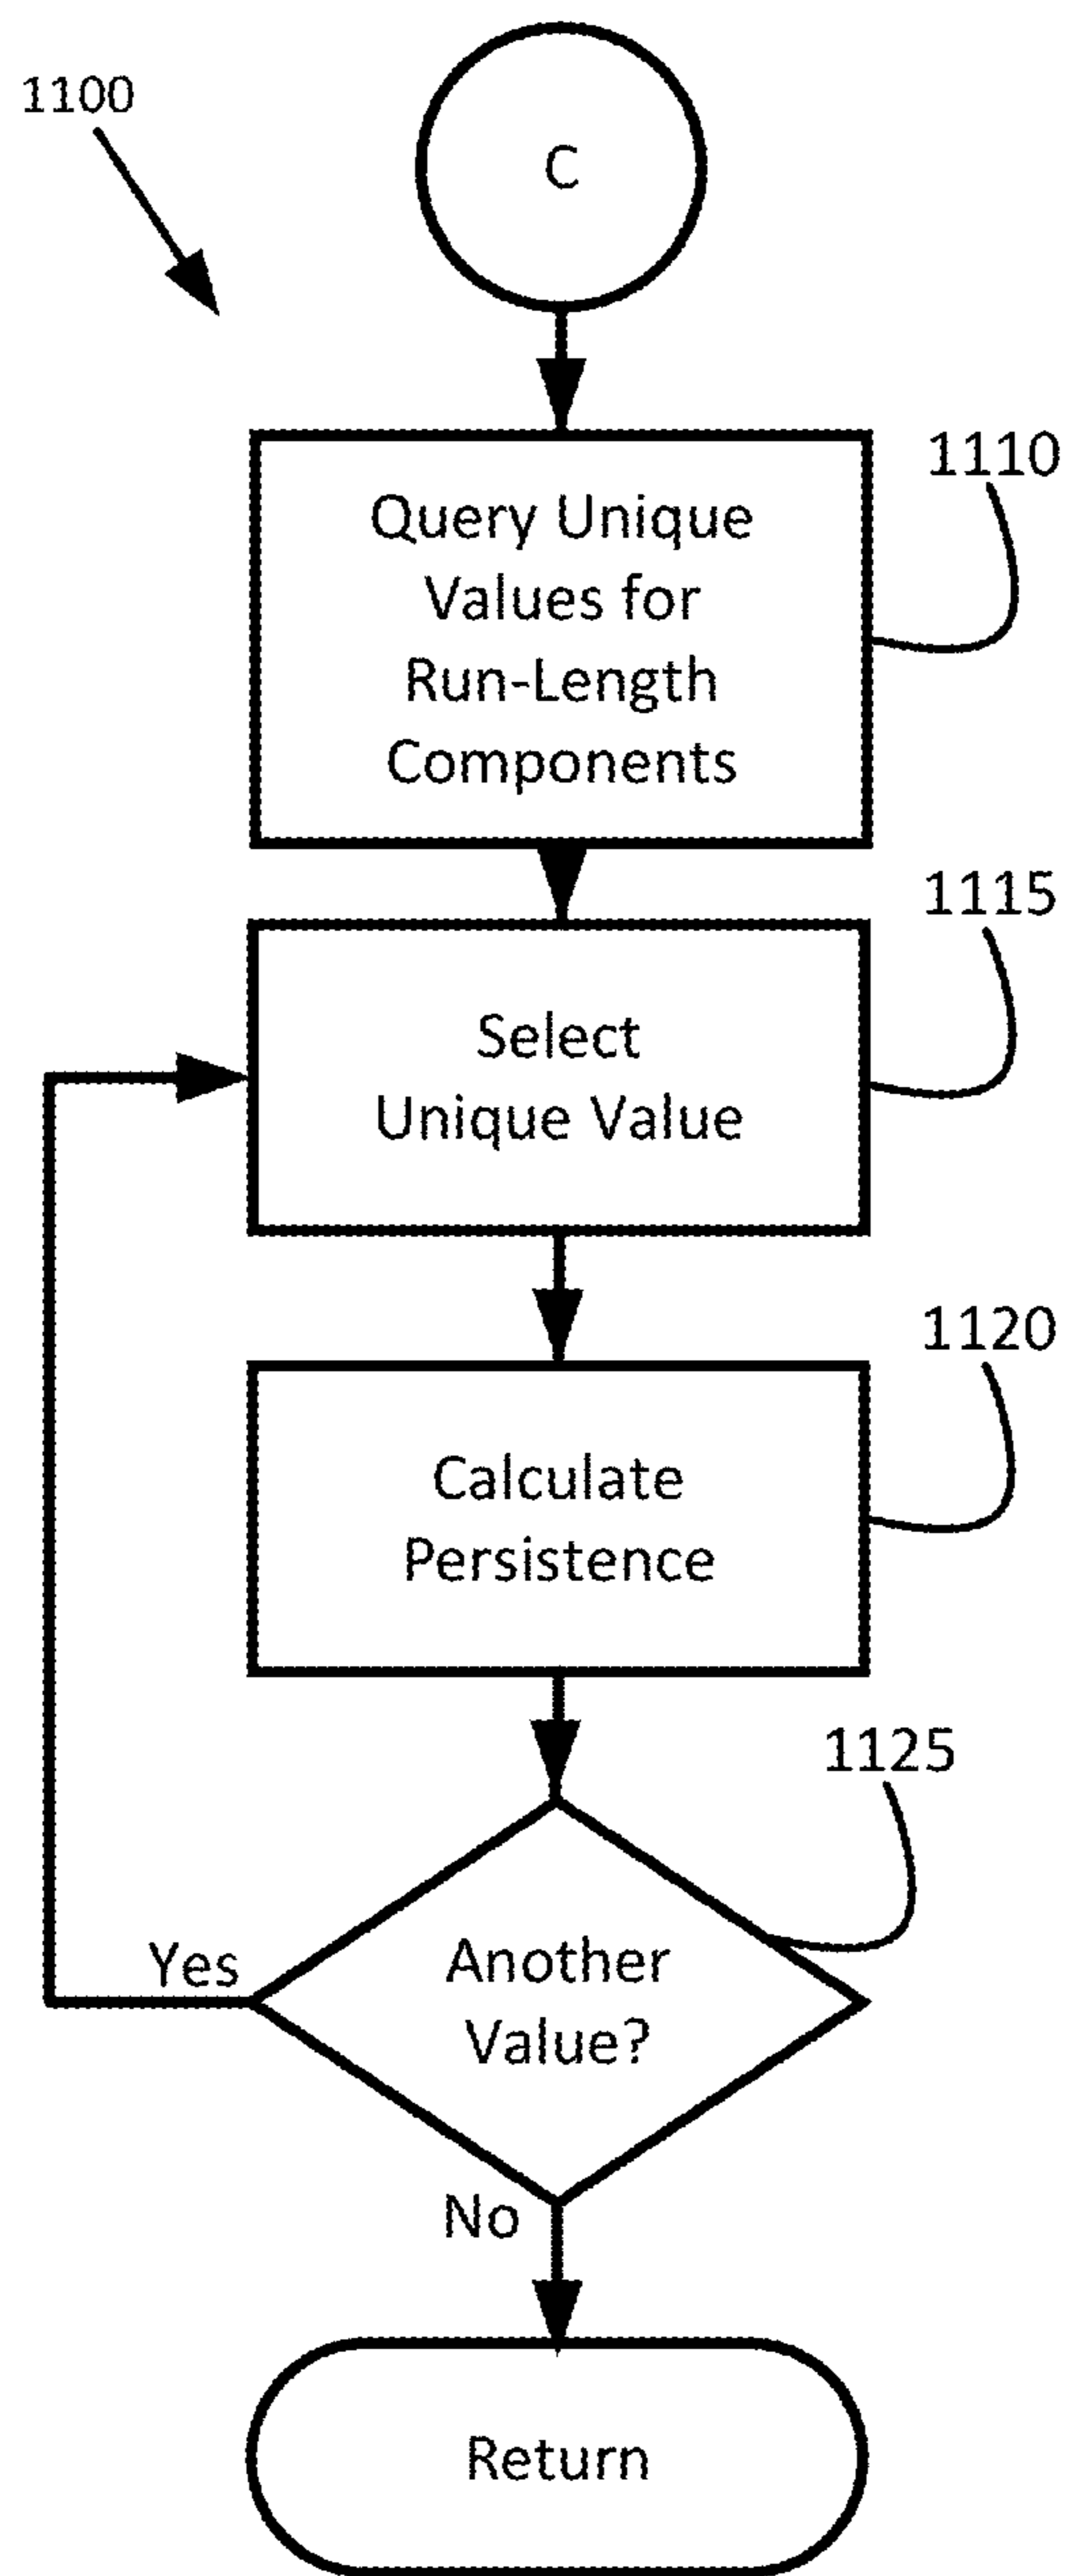 1100
C
1110
Query Unique
Values for
Run-Length
Components
1115
Select
Unique Value
1120
Calculate
Persistence
1125
Yes
Another
Value?
No
Return